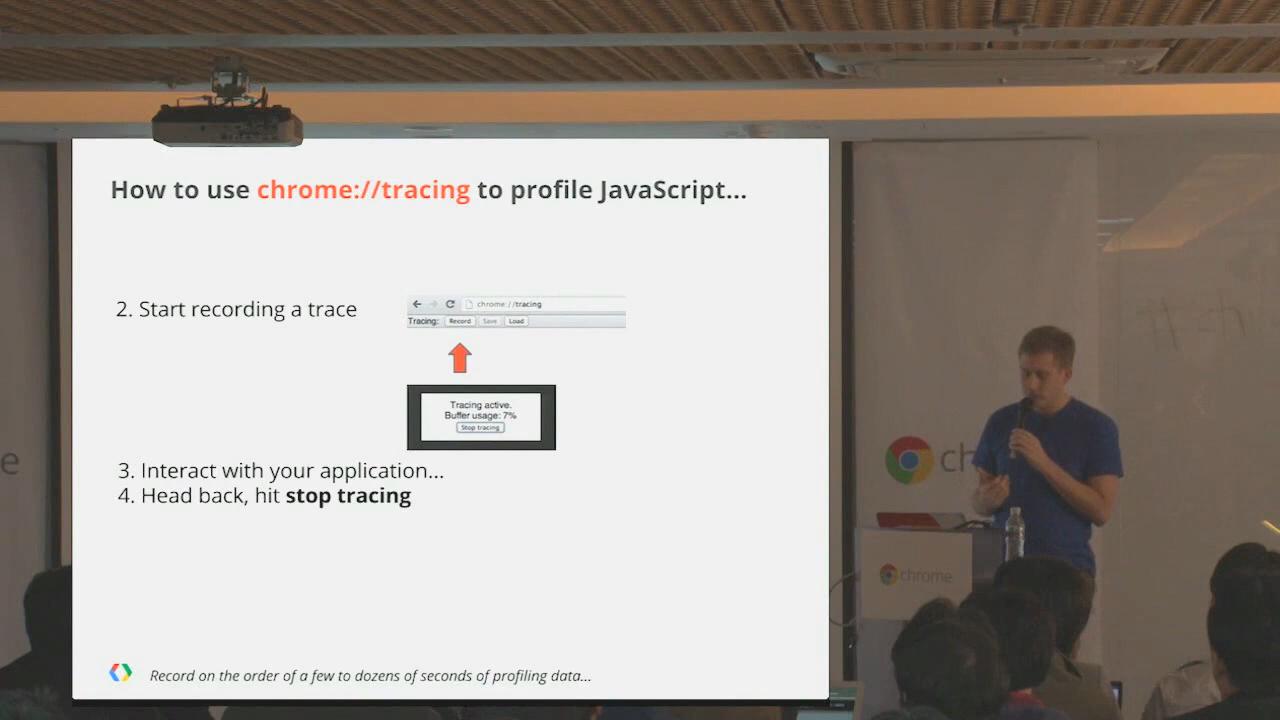 How to use chrome://tracing to profile JavaScript...
2. Start recording a trace
chrome://tracing
Tracing: Record Save Load
Tracing active.
Buffer usage: 7%
Stop tracing
3. Interact with your application...
4. Head back, hit stop tracing
Record on the order of a few to dozens of seconds of profiling data...
e
ch
chrome